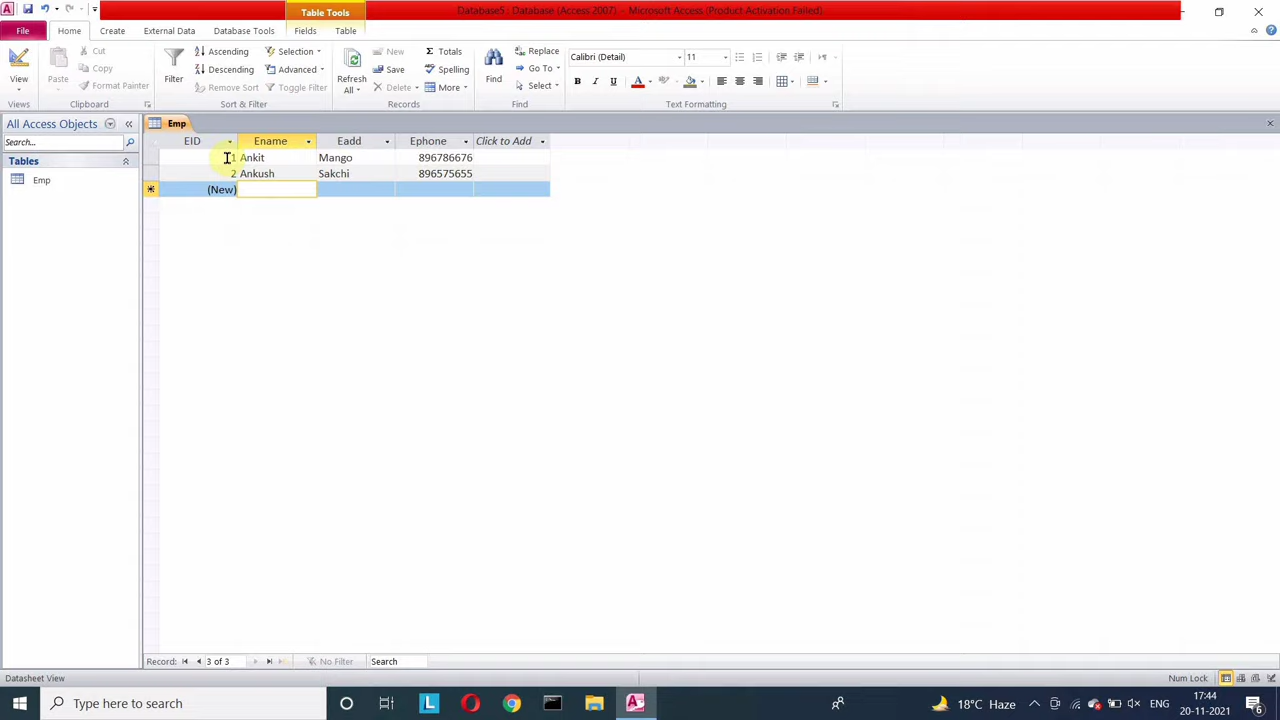 Table Tools
Database5 : Database (Access 2007) - Microsoft Access (Product Activation Failed)
File Home Create External Data Database Tools Fields Table
View
Views
Paste
Cut
Copy
Format Painter
Clipboard
Filter
Ascending
Descending
Remove Sort
Selection
Advanced
Toggle Filter
Sort & Filter
Refresh
All
New
Save
Delete
Totals
Spelling
More
Records
Find
Replace
Go To
Select
Find
Calibri (Detail) 11
B I U A
Text Formatting
All Access Objects
Search...
Tables
Emp
Emp
EID Ename Eadd Ephone Click to Add
1 Ankit Mango 896786676
2 Ankush Sakchi 896575655
(New)
Record: 3 of 3 No Filter Search
Datasheet View Num Lock
Type here to search
L
A
18°C Haze
ENG
17:44
20-11-2021
6